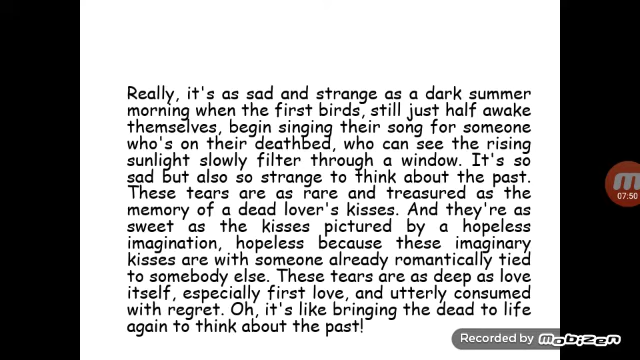 Really, it's as sad and strange as a dark summer
morning when the first birds, still just half awake
themselves, begin singing their song for someone
who's on their deathbed, who can see the rising
sunlight slowly filter through a window. It's so
sad but also so strange to think about the past.
These tears are as rare and treasured as the
memory of a dead lover's kisses. And they're as
sweet as the kisses pictured by a hopeless
imagination, hopeless because these imaginary
kisses are with someone already romantically tied
to somebody else. These tears are as deep as love
itself, especially first love, and utterly consumed
with regret. Oh, it's like bringing the dead to life
again to think about the past!
07:50
Recorded by mobizen